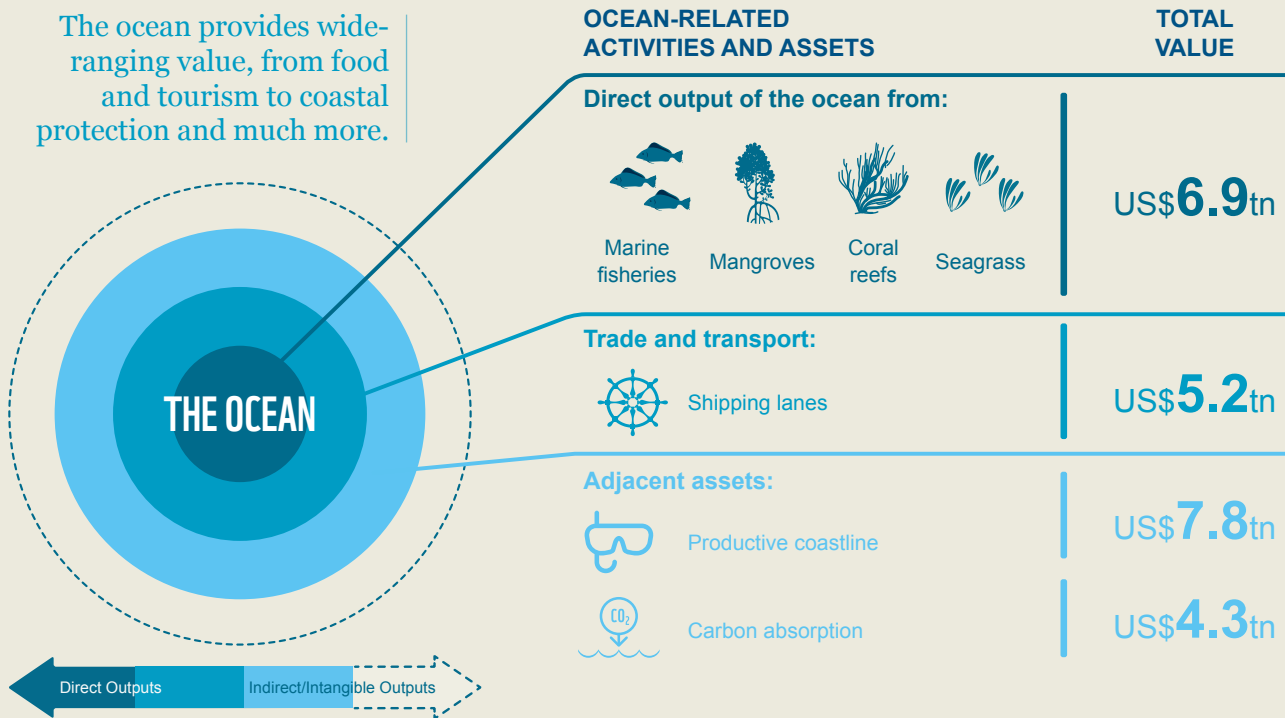 The ocean provides wide-
ranging value, from food
and tourism to coastal
protection and much more.
THE OCEAN
Direct Outputs
Indirect/Intangible Outputs
OCEAN-RELATED
ACTIVITIES AND ASSETS
TOTAL
VALUE
Direct output of the ocean from:
Marine
fisheries
Mangroves
Coral
reefs
Seagrass
US$6.9tn
Trade and transport:
Shipping lanes
US$5.2tn
Adjacent assets:
Productive coastline
US$7.8tn
CO₂
Carbon absorption
US$4.3tn